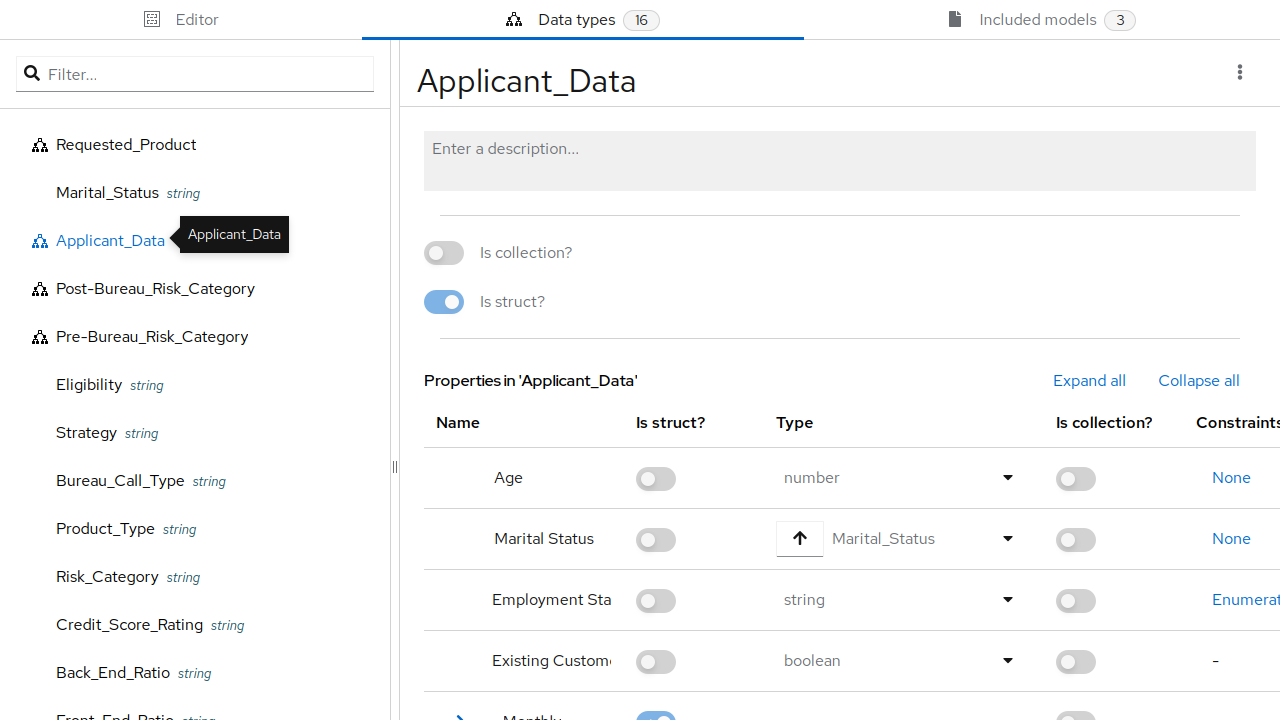 Editor
Data types 16
Included models 3
Filter...
Requested_Product
Marital_Status string
Applicant_Data
Applicant_Data
Post-Bureau_Risk_Category
Pre-Bureau_Risk_Category
Eligibility string
Strategy string
Bureau_Call_Type string
Product_Type string
Risk_Category string
Credit_Score_Rating string
Back_End_Ratio string
Front_End_Ratio string
Applicant_Data
Enter a description...
Is collection?
Is struct?
Properties in 'Applicant_Data'
Expand all
Collapse all
Name Is struct? Type Is collection? Constraints
Age number None
Marital Status Marital_Status None
Employment Sta string Enumerat
Existing Custom boolean -
Monthly